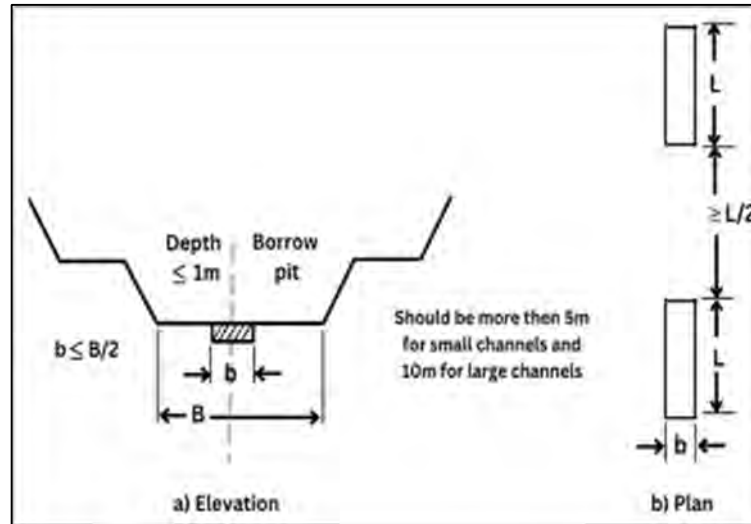 Depth Borrow
≤ 1m pit
b ≤ B/2
b
B
Should be more then 5m
for small channels and
10m for large channels
a) Elevation
L
≥ L/2
L
b
b) Plan